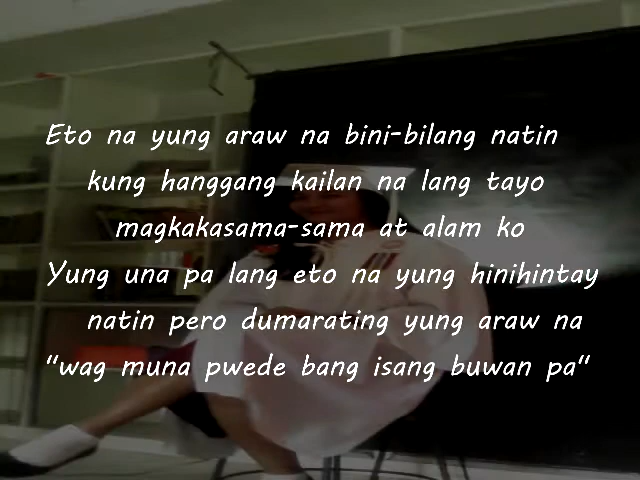 Eto na yung araw na bini-bilang natin
kung hanggang kailan na lang tayo
magkakasama-sama at alam ko
Yung una pa lang eto na yung hinihintay
natin pero dumarating yung araw na
"wag muna pwede bang isang buwan pa"